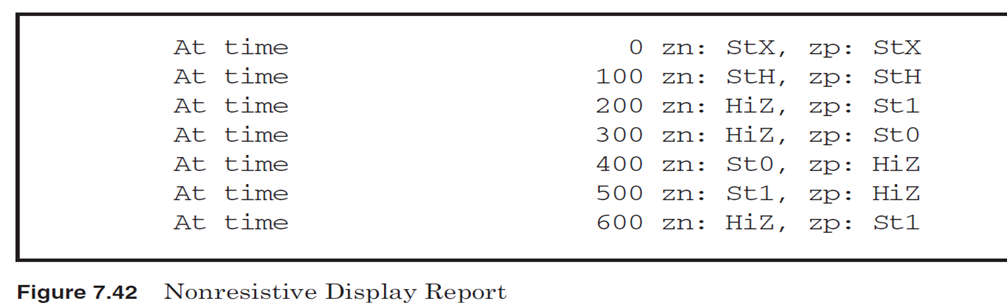 At time 0 zn: StX, zp: StX
At time 100 zn: StH, zp: StH
At time 200 zn: HiZ, zp: St1
At time 300 zn: HiZ, zp: St0
At time 400 zn: St0, zp: HiZ
At time 500 zn: St1, zp: HiZ
At time 600 zn: HiZ, zp: St1
Figure 7.42 Nonresistive Display Report